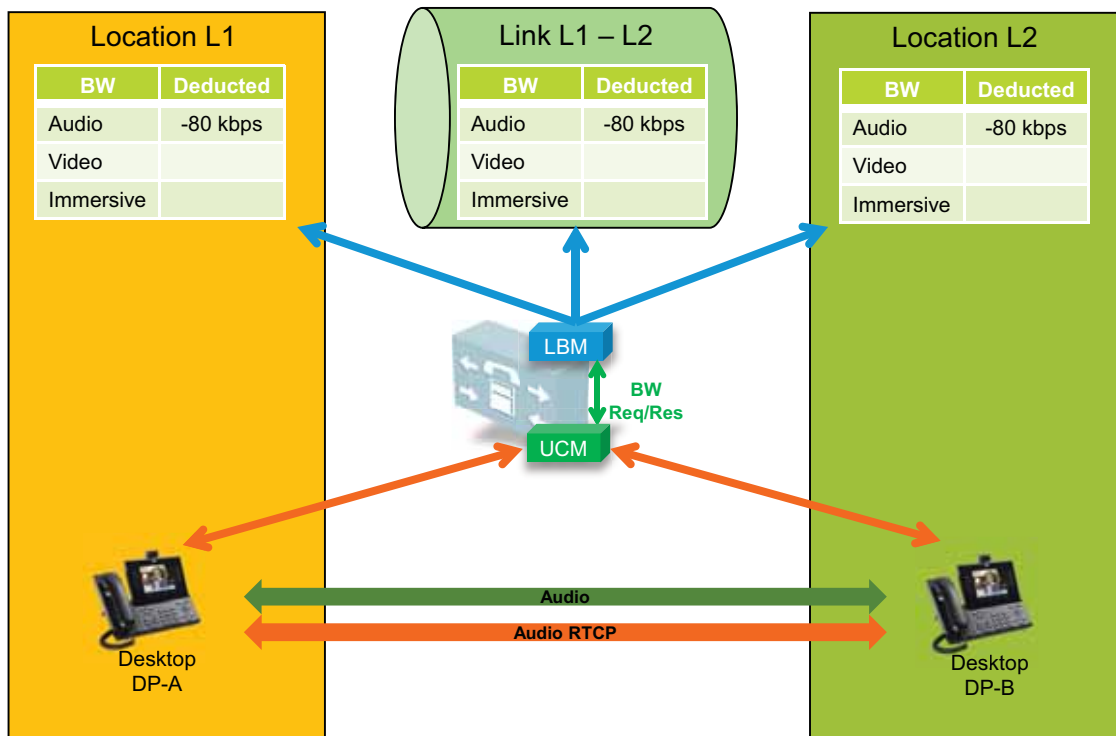 Location L1
BW Deducted
Audio -80 kbps
Video
Immersive
Link L1 – L2
BW Deducted
Audio -80 kbps
Video
Immersive
Location L2
BW Deducted
Audio -80 kbps
Video
Immersive
LBM
BW
Req/Res
UCM
Audio
Audio RTCP
Desktop
DP-A
Desktop
DP-B